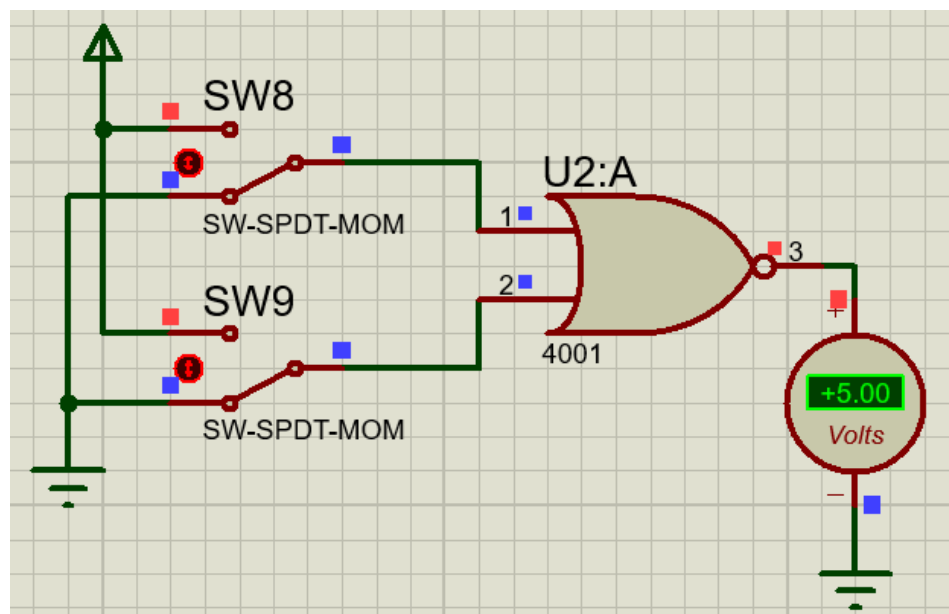 SW8
SW-SPDT-MOM
SW9
SW-SPDT-MOM
U2:A
1
2
3
4001
+
+5.00
Volts
—